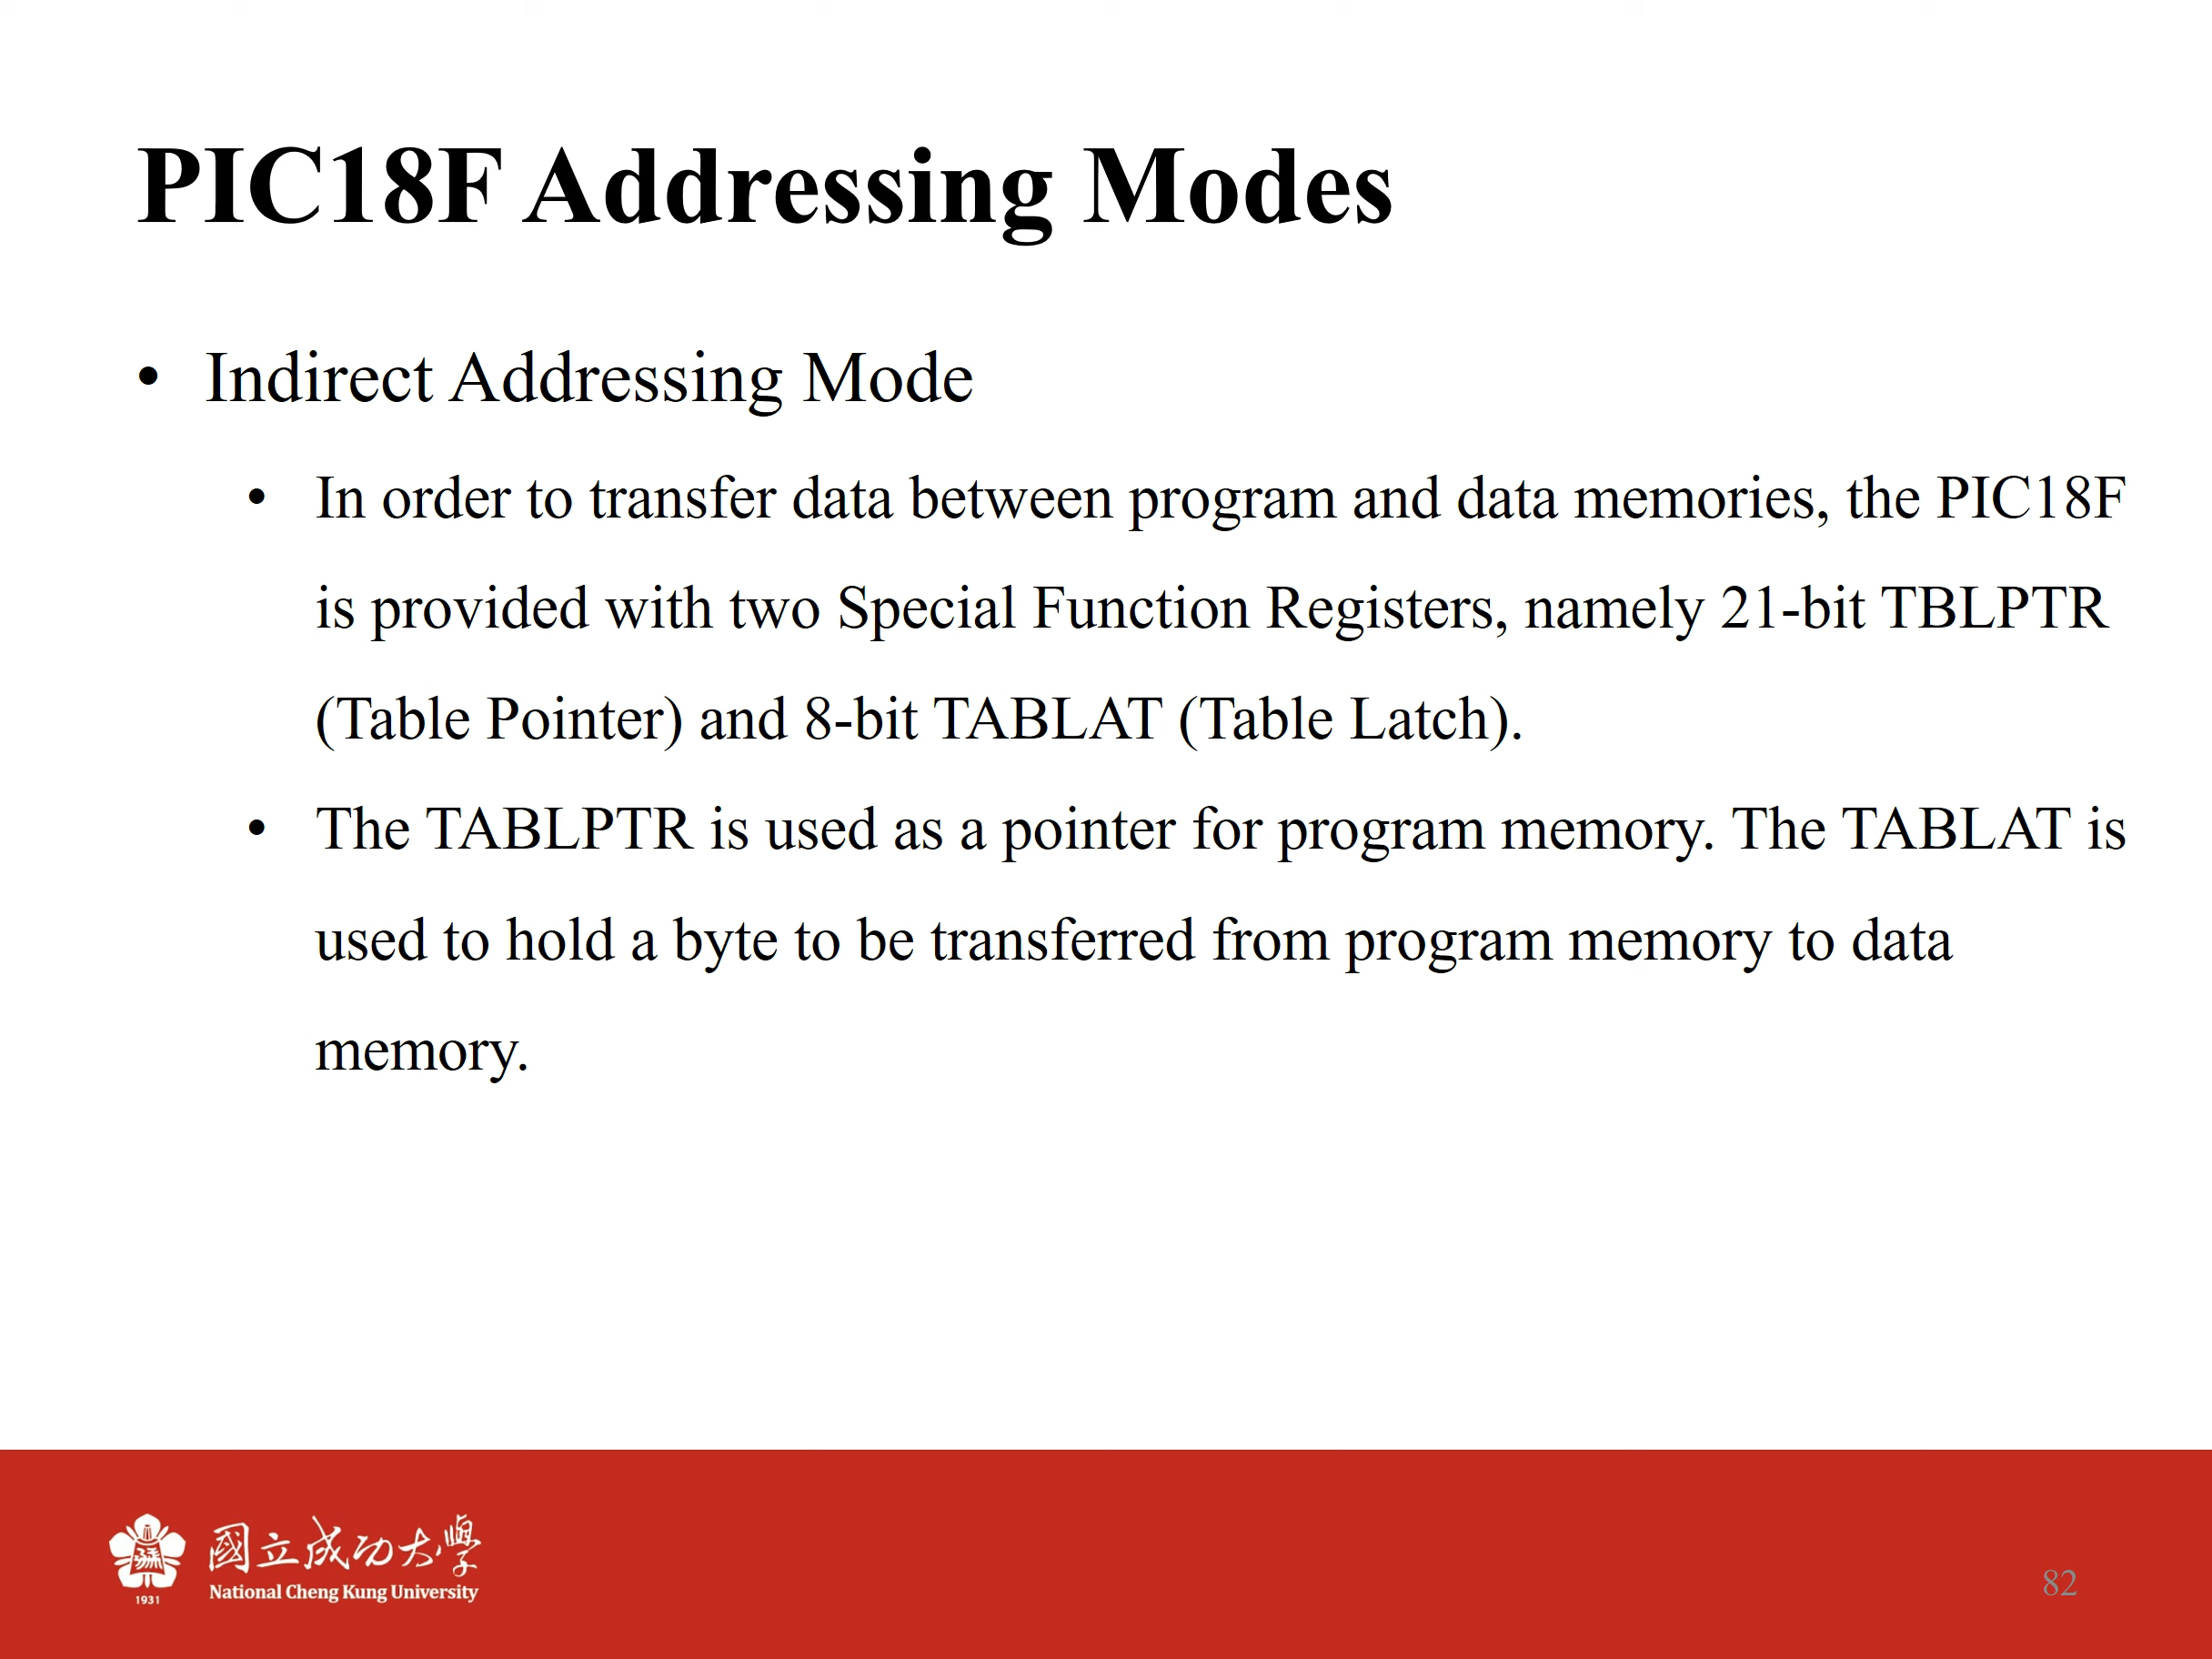 PIC18F Addressing Modes
• Indirect Addressing Mode
• In order to transfer data between program and data memories, the PIC18F
is provided with two Special Function Registers, namely 21-bit TBLPTR
(Table Pointer) and 8-bit TABLAT (Table Latch).
• The TABLPTR is used as a pointer for program memory. The TABLAT is
used to hold a byte to be transferred from program memory to data
memory.
國立成功大學
National Cheng Kung University
1931
82